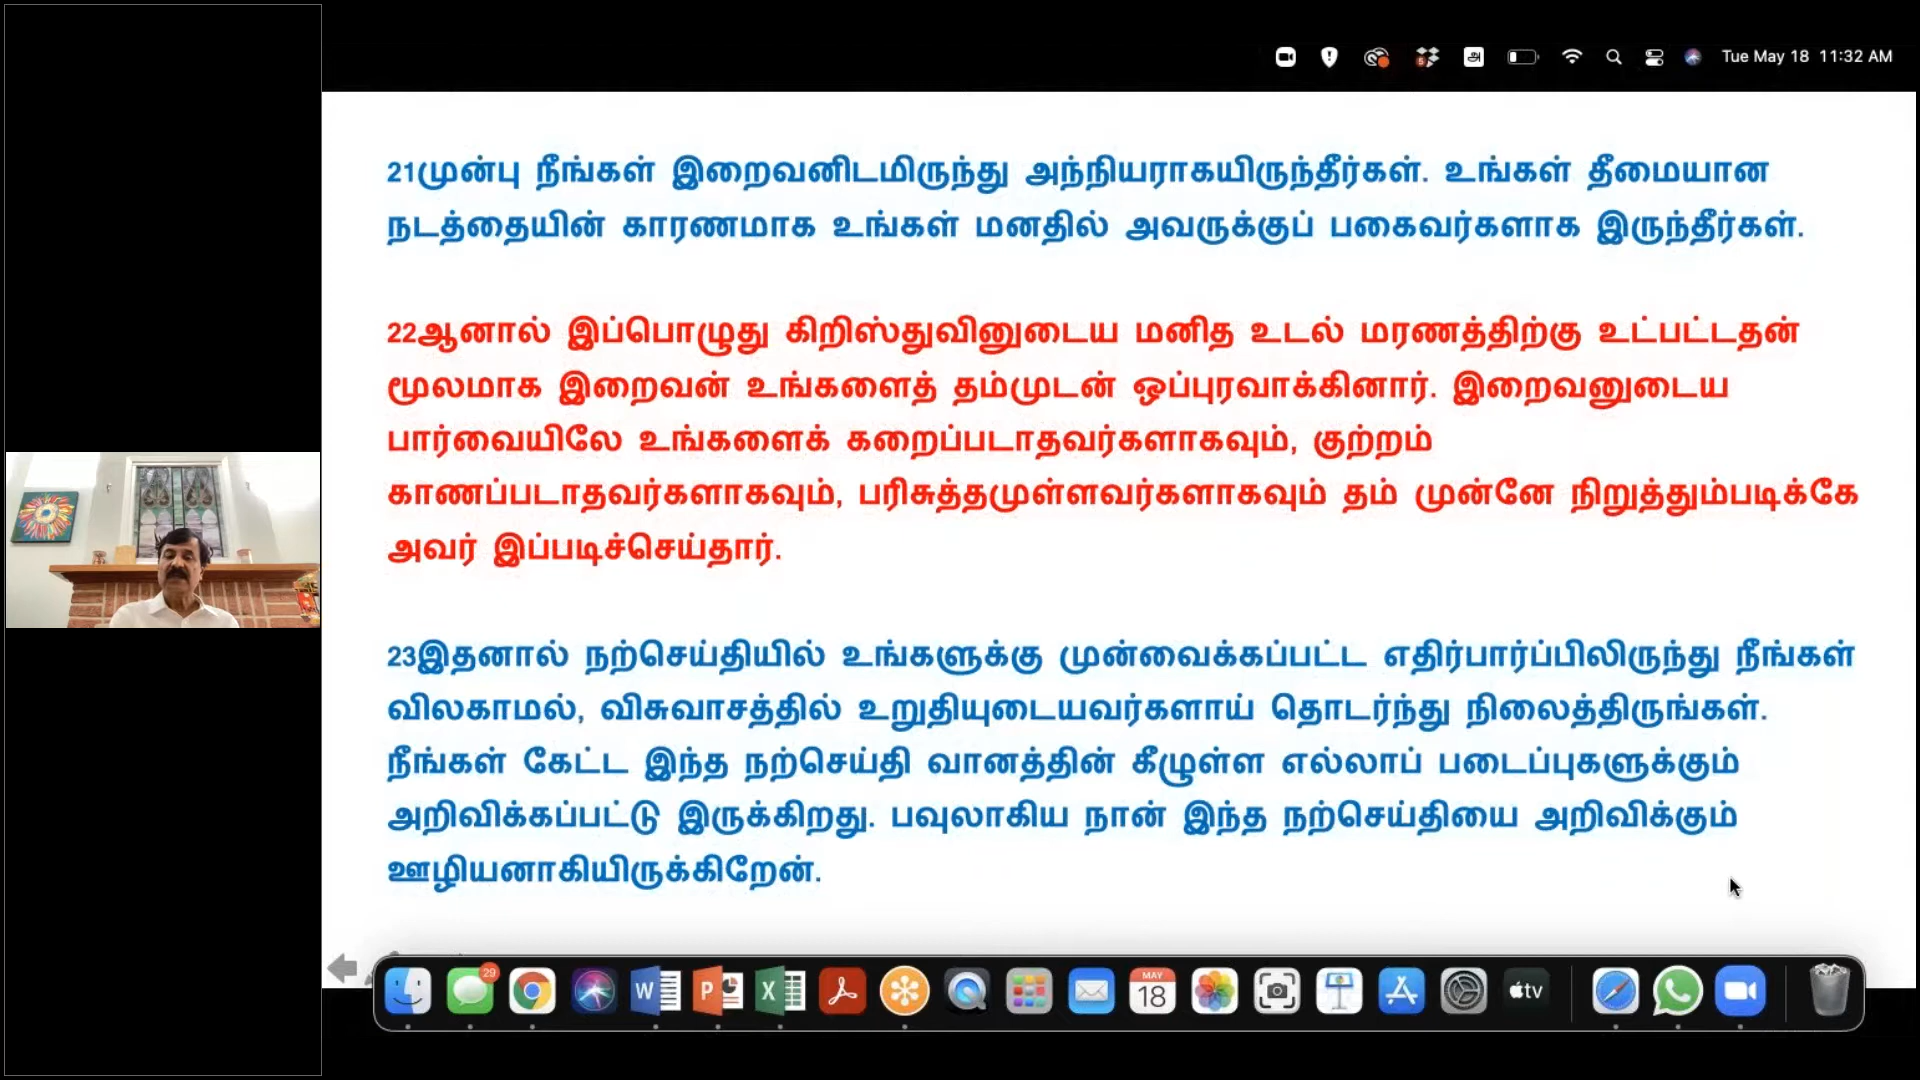 Tue May 18 11:32 AM
21முன்பு நீங்கள் இறைவனிடமிருந்து அந்நியராகயிருந்தீர்கள். உங்கள் தீமையான
நடத்தையின் காரணமாக உங்கள் மனதில் அவருக்குப் பகைவர்களாக இருந்தீர்கள்.
22ஆனால் இப்பொழுது கிறிஸ்துவினுடைய மனித உடல் மரணத்திற்கு உட்பட்டதன்
மூலமாக இறைவன் உங்களைத் தம்முடன் ஒப்புரவாக்கினார். இறைவனுடைய
பார்வையிலே உங்களைக் கறைப்படாதவர்களாகவும், குற்றம்
காணப்படாதவர்களாகவும், பரிசுத்தமுள்ளவர்களாகவும் தம் முன்னே நிறுத்தும்படிக்கே
அவர் இப்படிச்செய்தார்.
23இதனால் நற்செய்தியில் உங்களுக்கு முன்வைக்கப்பட்ட எதிர்பார்ப்பிலிருந்து நீங்கள்
விலகாமல், விசுவாசத்தில் உறுதியுடையவர்களாய் தொடர்ந்து நிலைத்திருங்கள்.
நீங்கள் கேட்ட இந்த நற்செய்தி வானத்தின் கீழுள்ள எல்லாப் படைப்புகளுக்கும்
அறிவிக்கப்பட்டு இருக்கிறது. பவுலாகிய நான் இந்த நற்செய்தியை அறிவிக்கும்
ஊழியனாகியிருக்கிறேன்.
29 W P X MAY 18 tv